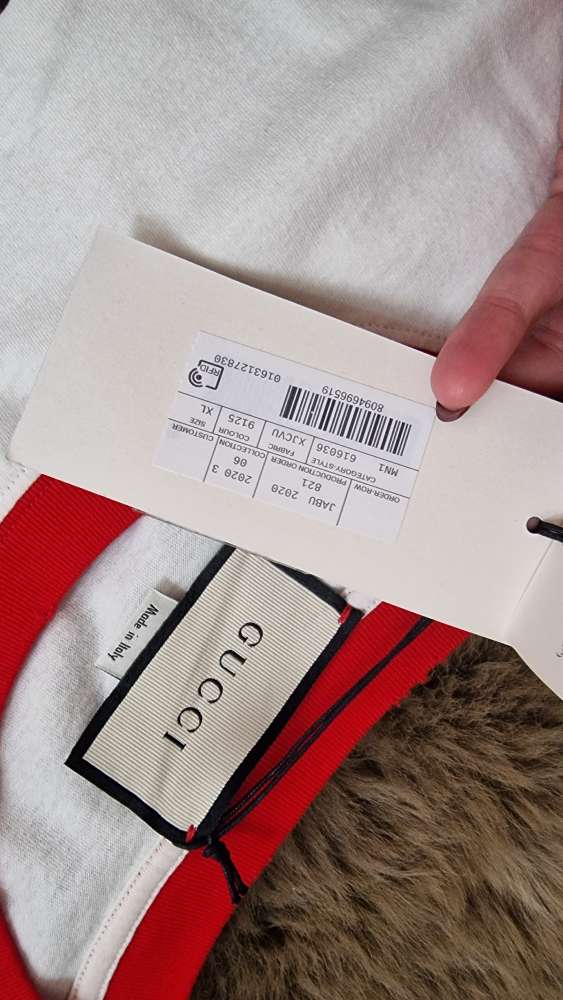 JABU 2020 2020 3
821 06
ORDER-ROW PRODUCTION ORDER COLLECTION CUSTOMER
CATEGORY-STYLE FABRIC COLOUR SIZE
MN1 616036 XJCVU 9125 XL
8094696519
0163127830
RFID
GUCCI
Made in Italy